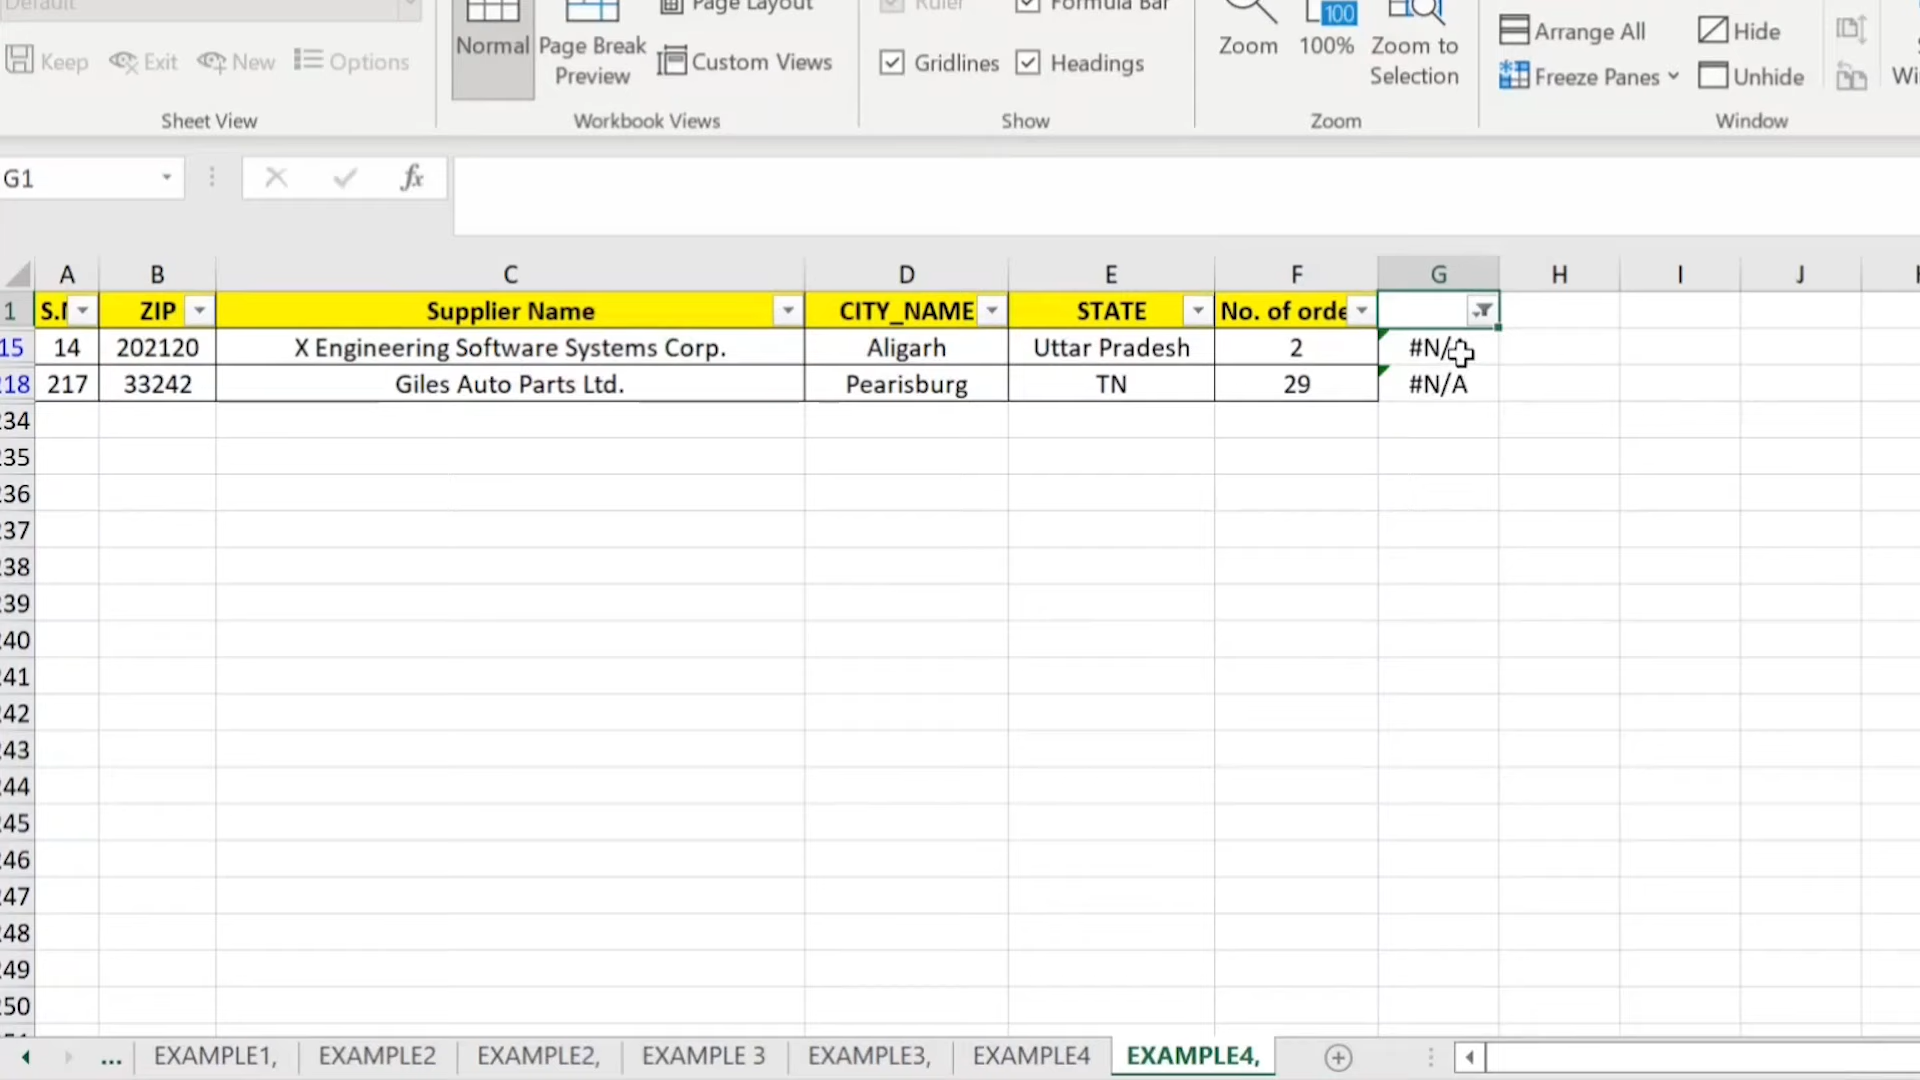 Default
Page Layout
Ruler
Formula Bar
Keep
Exit
New
Options
Normal
Page Break
Preview
Custom Views
Gridlines
Headings
Zoom
100
100%
Zoom to
Selection
Arrange All
Freeze Panes
Hide
Unhide
Sheet View
Workbook Views
Show
Zoom
Window
G1
fx
A B C D E F G H I J
1 ZIP Supplier Name CITY_NAME STATE No. of orde
15 14 202120 X Engineering Software Systems Corp. Aligarh Uttar Pradesh 2
18 217 33242 Giles Auto Parts Ltd. Pearisburg TN 29 #N/A
34
35
36
37
38
39
40
41
42
43
44
45
46
47
48
49
50
... EXAMPLE1, EXAMPLE2 EXAMPLE2, EXAMPLE 3 EXAMPLE3, EXAMPLE4 EXAMPLE4,